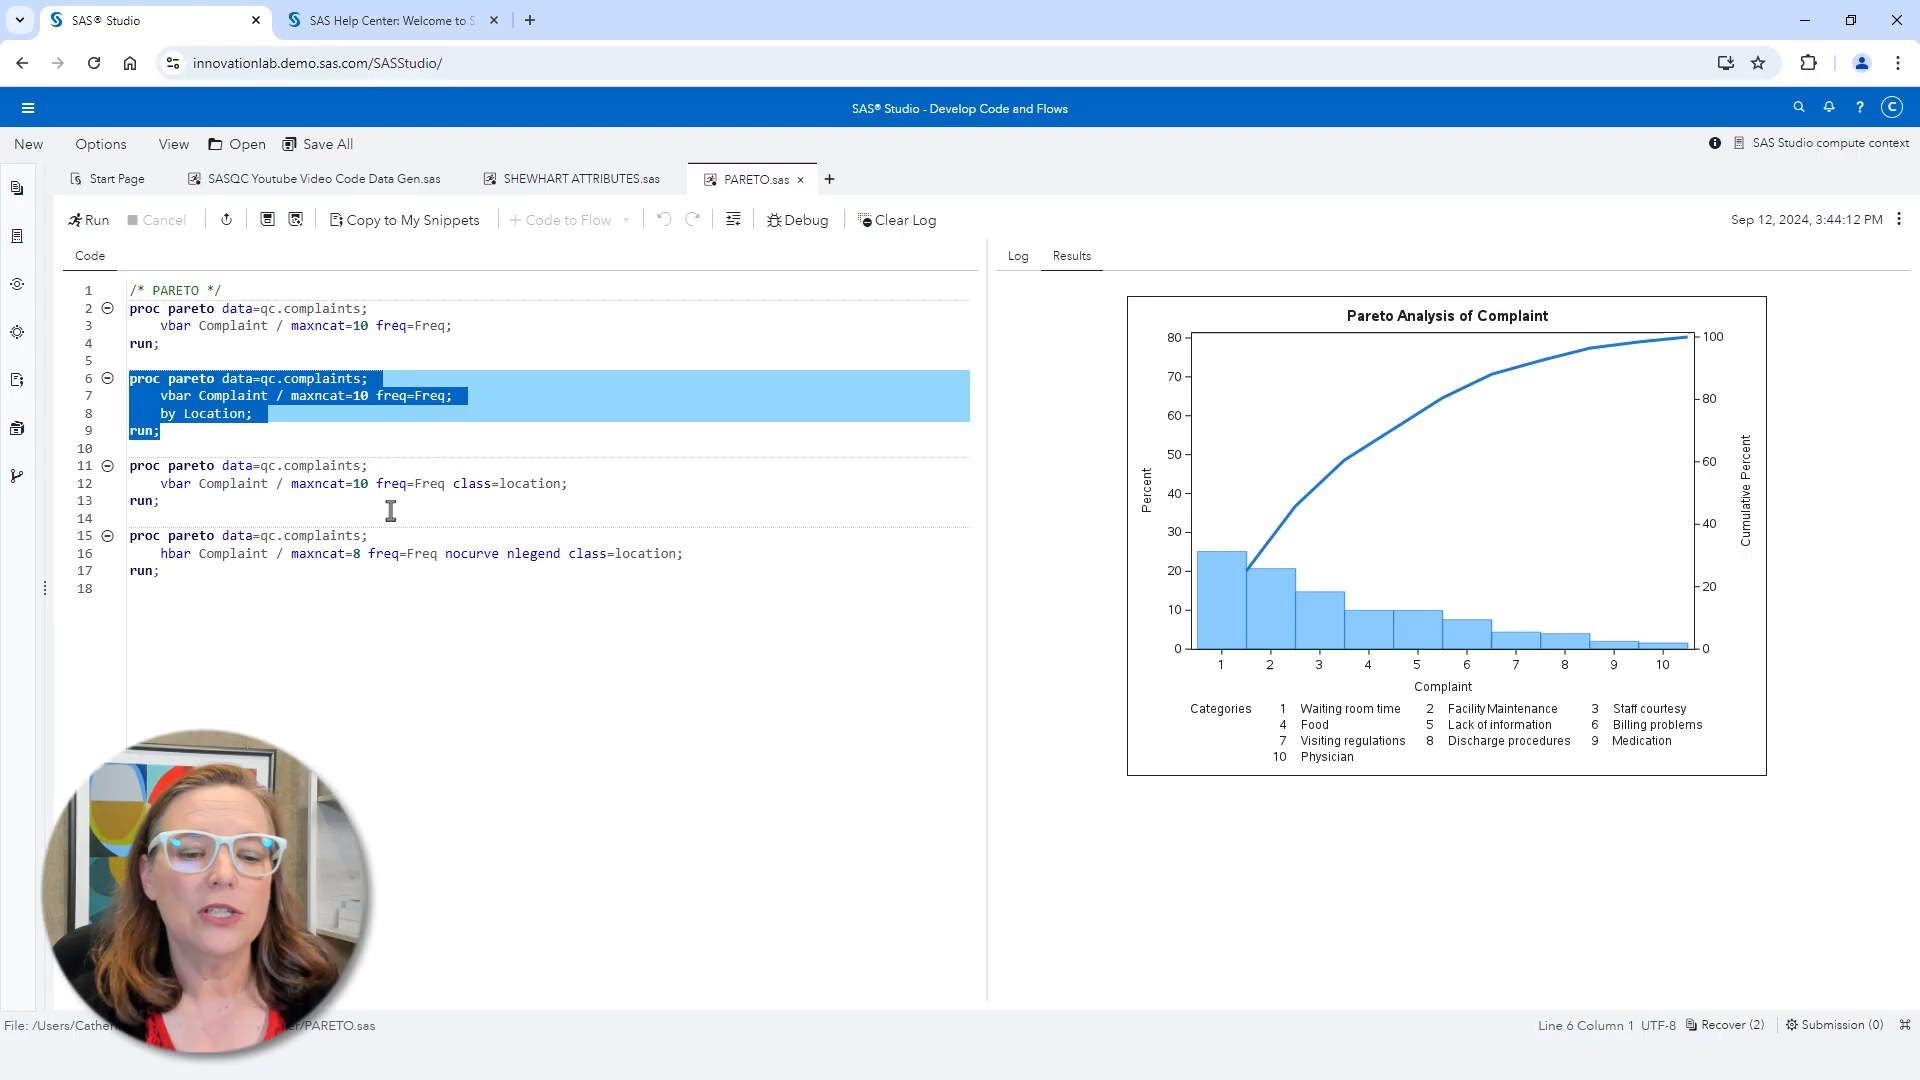 SAS® Studio
SAS Help Center: Welcome to S
innovationlab.demo.sas.com/SASStudio/
SAS® Studio - Develop Code and Flows
C
New Options View Open Save All
SAS Studio compute context
Start Page SASQC Youtube Video Code Data Gen.sas SHEWHART ATTRIBUTES.sas PARETO.sas
Run Cancel Copy to My Snippets Code to Flow Debug Clear Log
Sep 12, 2024, 3:44:12 PM
Code
1 /* PARETO */
2 proc pareto data=qc.complaints;
3 vbar Complaint / maxncat=10 freq=Freq;
4 run;
5
6 proc pareto data=qc.complaints;
7 vbar Complaint / maxncat=10 freq=Freq;
8 by Location;
9 run;
10
11 proc pareto data=qc.complaints;
12 vbar Complaint / maxncat=10 freq=Freq class=location;
13 run;
14
15 proc pareto data=qc.complaints;
16 hbar Complaint / maxncat=8 freq=Freq nocurve nlegend class=location;
17 run;
18
Log Results
Pareto Analysis of Complaint
80
70
60
50
40
30
20
10
0
Percent
100
80
60
40
20
0
Cumulative Percent
1 2 3 4 5 6 7 8 9 10
Complaint
Categories 1 Waiting room time 2 Facility Maintenance 3 Staff courtesy
4 Food 5 Lack of information 6 Billing problems
7 Visiting regulations 8 Discharge procedures 9 Medication
10 Physician
File: /Users/Cather
r/PARETO.sas
Line 6 Column 1 UTF-8 Recover (2) Submission (0)